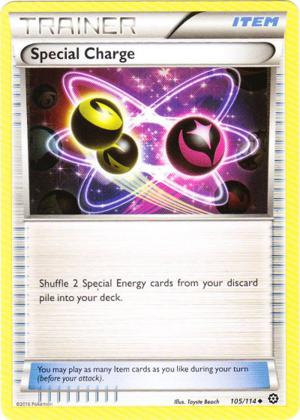 TRAINER ITEM
Special Charge
Shuffle 2 Special Energy cards from your discard
pile into your deck.
You may play as many Item cards as you like during your turn
(before your attack).
©2016 Pokémon Illus. Toyste Beach 105/114